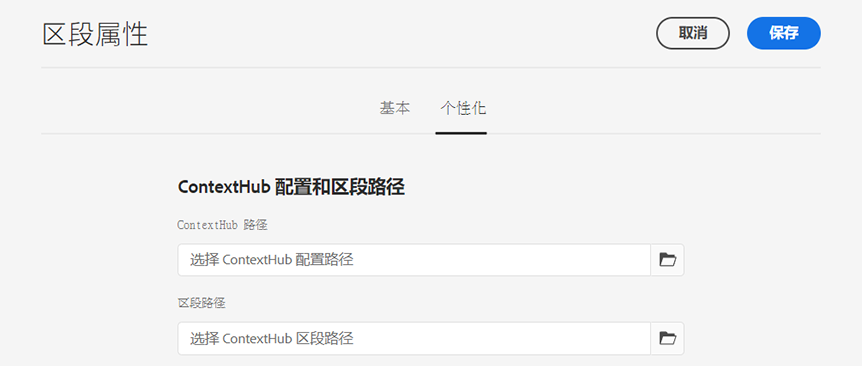 区段属性
取消
保存
基本
个性化
ContextHub 配置和区段路径
ContextHub 路径
选择 ContextHub 配置路径
区段路径
选择 ContextHub 区段路径